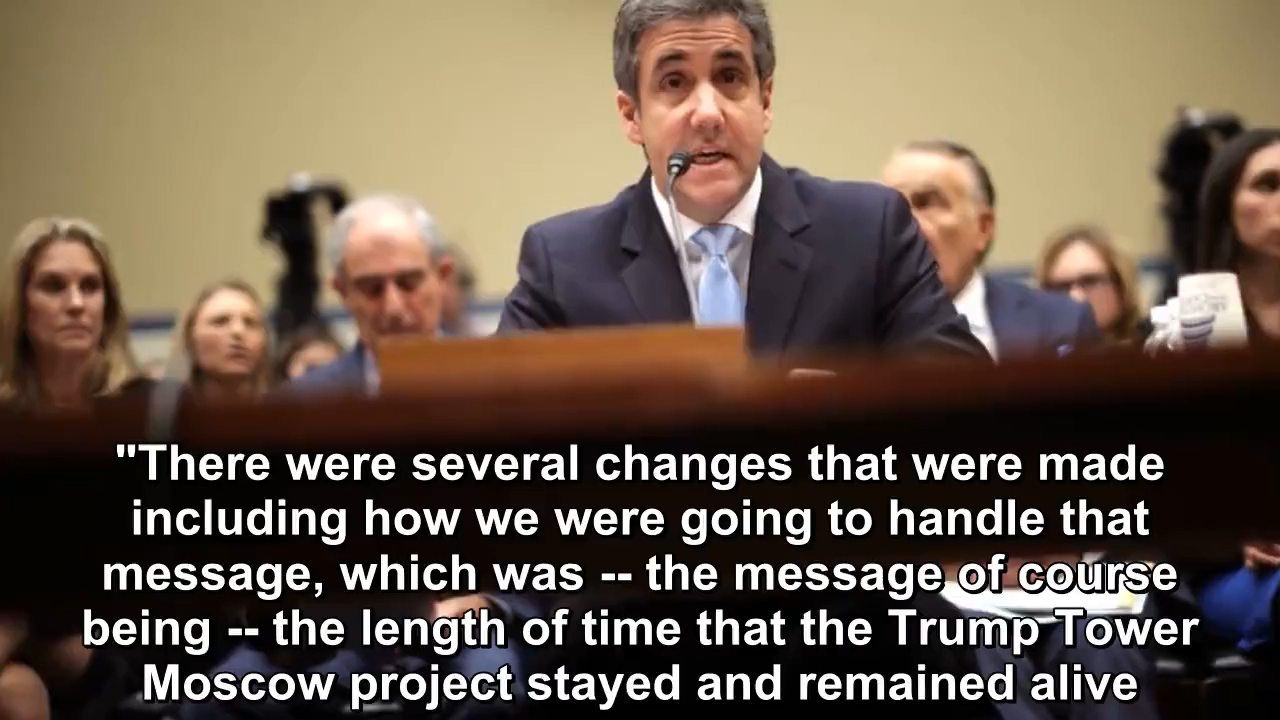 "There were several changes that were made
including how we were going to handle that
message, which was -- the message of course
being -- the length of time that the Trump Tower
Moscow project stayed and remained alive